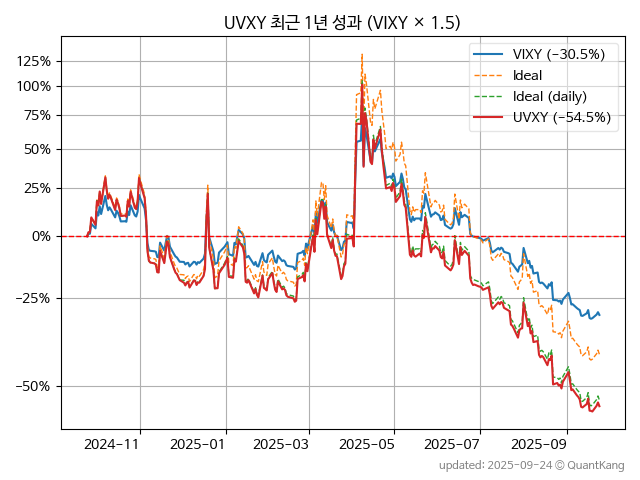 UVXY 최근 1년 성과 (VIXY × 1.5)
125%
100%
75%
50%
25%
0%
−25%
−50%
VIXY (−30.5%)
Ideal
Ideal (daily)
UVXY (−54.5%)
2024−11
2025−01
2025−03
2025−05
2025−07
2025−09
updated: 2025-09-24 © QuantKang